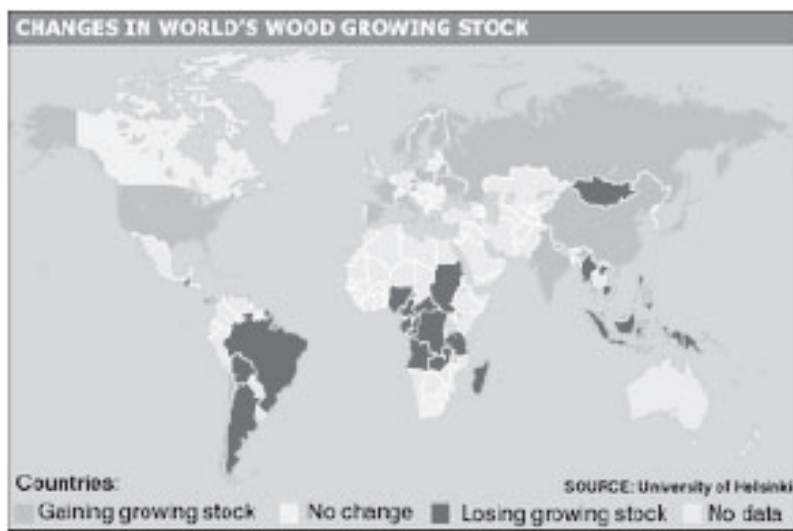 CHANGES IN WORLD'S WOOD GROWING STOCK
Countries:
SOURCE: University of Helsinki
Gaining growing stock No change Losing growing stock No data